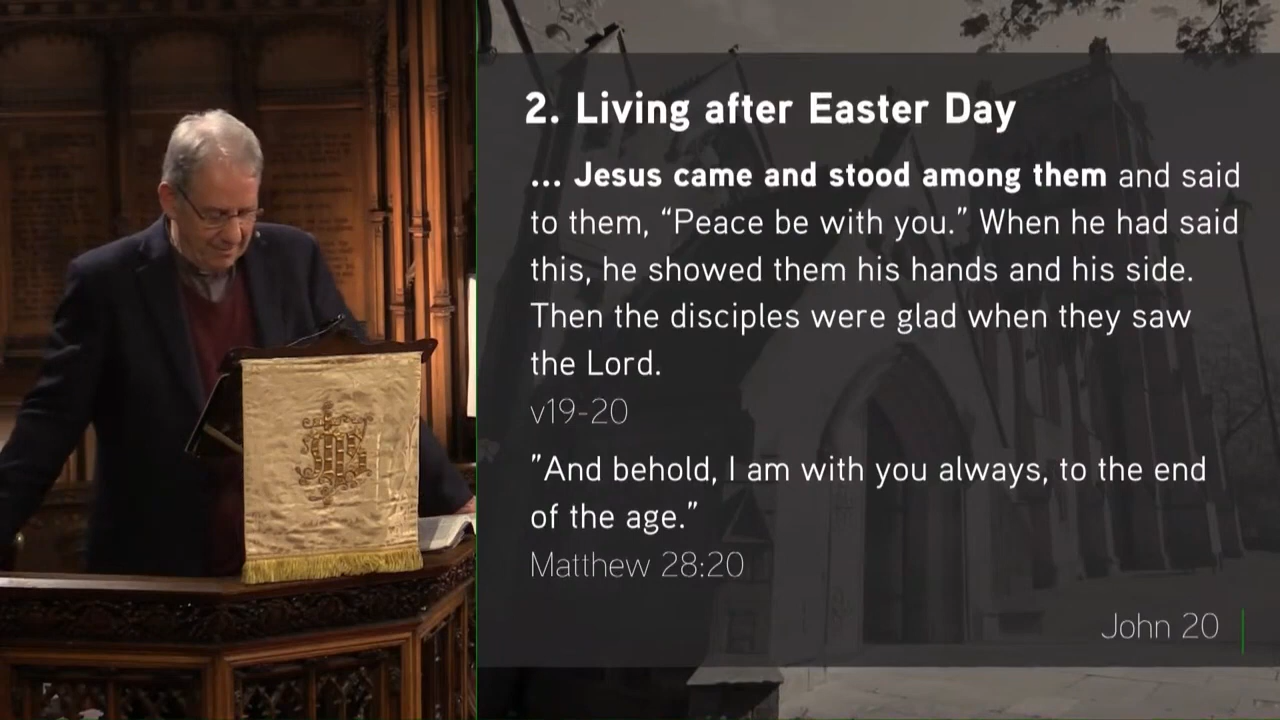 2. Living after Easter Day
... Jesus came and stood among them and said
to them, “Peace be with you.” When he had said
this, he showed them his hands and his side.
Then the disciples were glad when they saw
the Lord.
v19-20
”And behold, I am with you always, to the end
of the age.”
Matthew 28:20
John 20